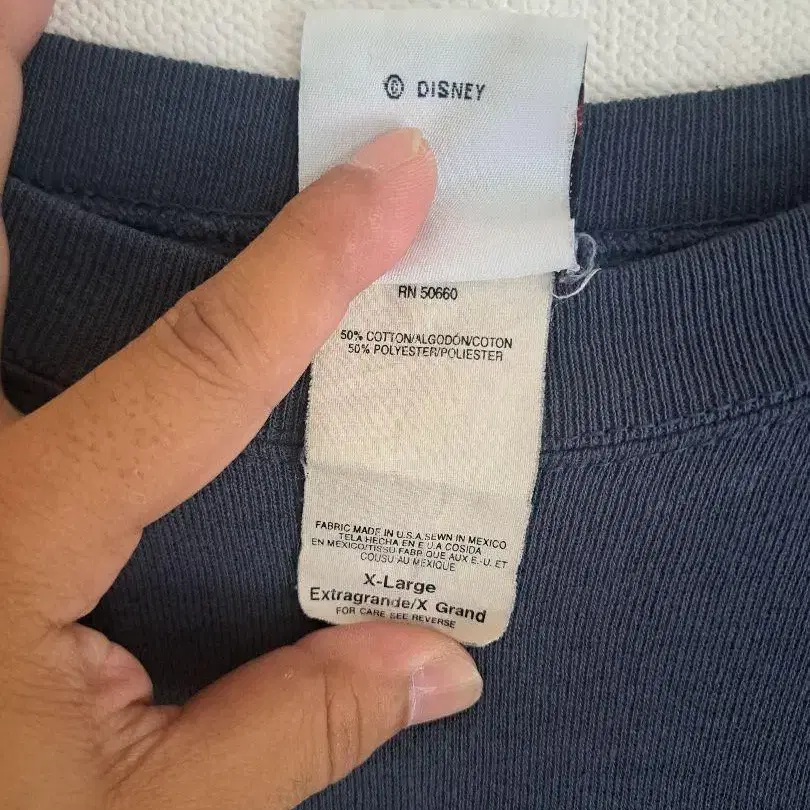 © DISNEY
RN 50660
50% COTTON/ALGODÓN/COTON
50% POLYESTER/POLIESTER
FABRIC MADE IN U.S.A. SEWN IN MEXICO
TELA HECHA EN E.U.A COSIDA
EN MEXICO/TISSU FABRIQUE AUX E.-U. ET
COUSU AU MEXIQUE
X-Large
Extragrande/X Grand
FOR CARE SEE REVERSE